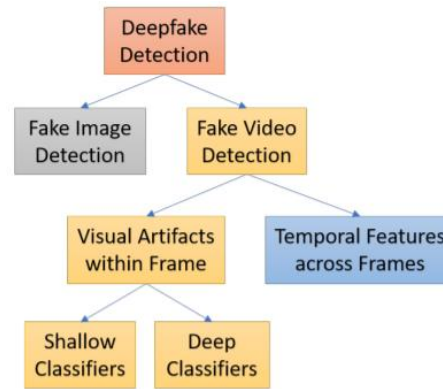 Deepfake
Detection
Fake Image
Detection
Fake Video
Detection
Visual Artifacts
within Frame
Temporal Features
across Frames
Shallow
Classifiers
Deep
Classifiers